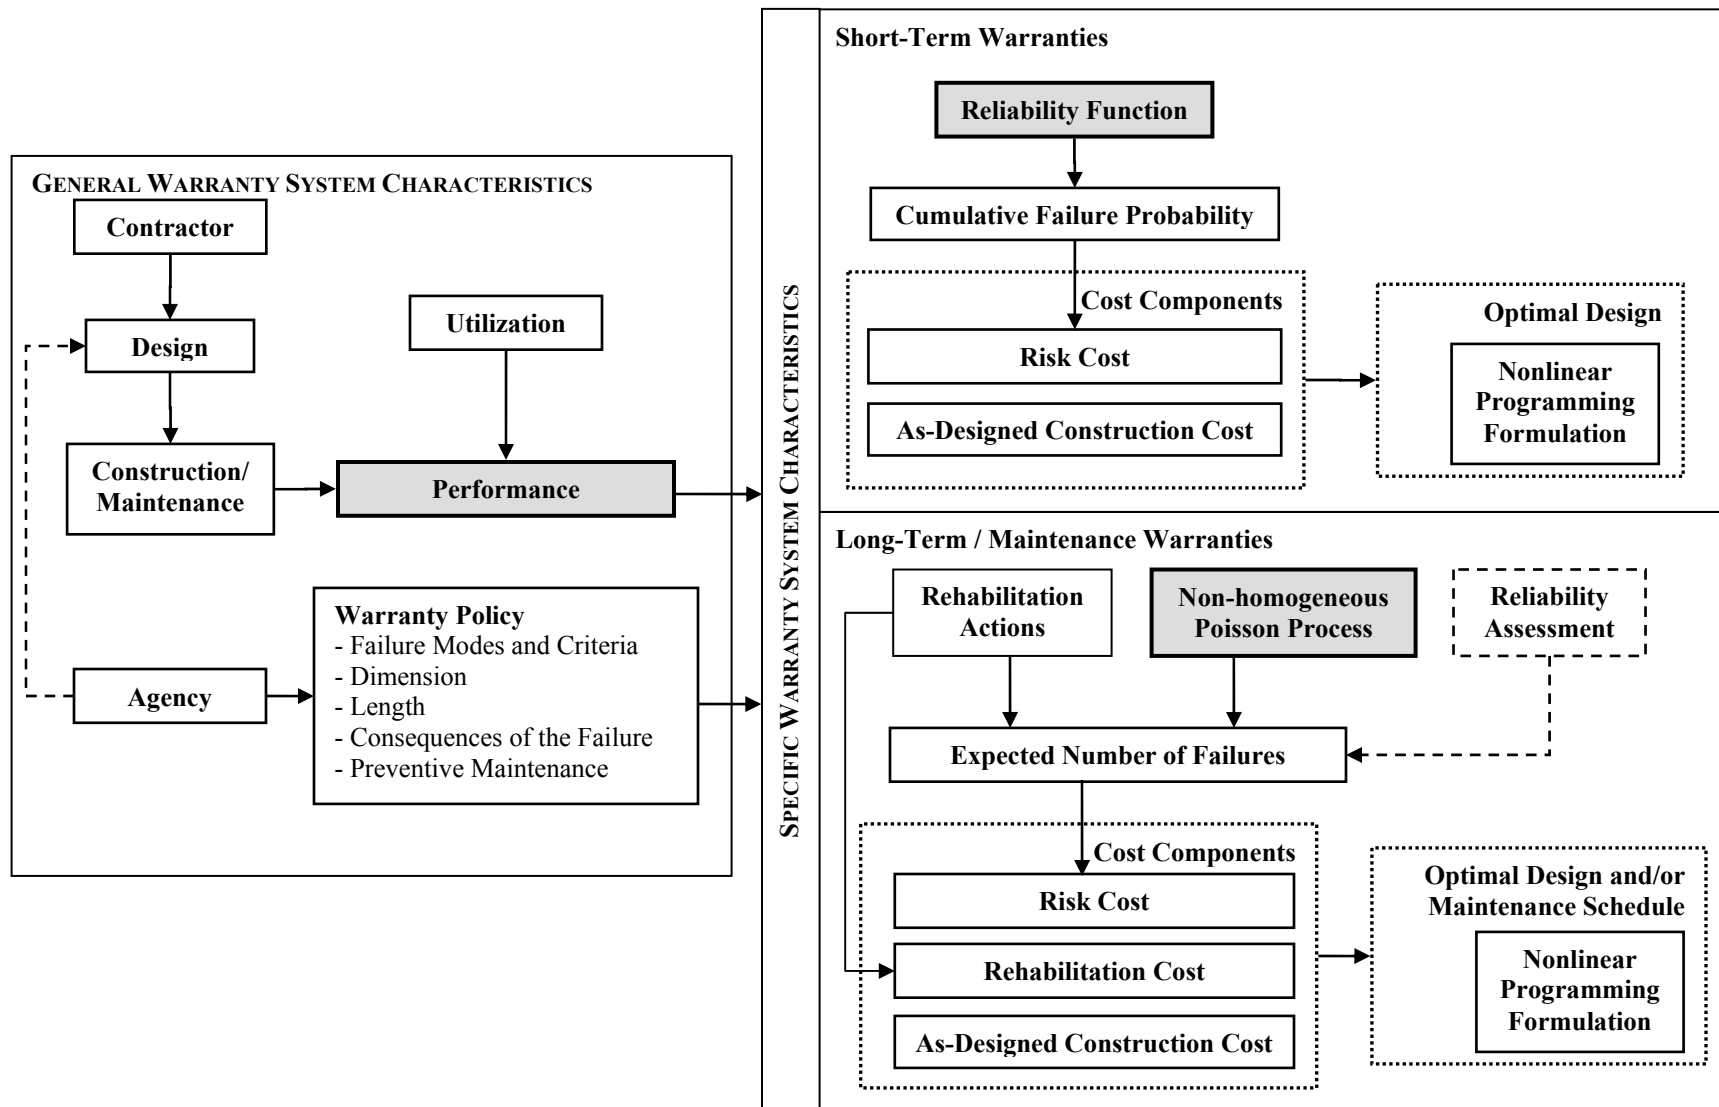 GENERAL WARRANTY SYSTEM CHARACTERISTICS
Contractor
Design
Utilization
Construction/
Maintenance
Performance
Agency
Warranty Policy
- Failure Modes and Criteria
- Dimension
- Length
- Consequences of the Failure
- Preventive Maintenance
SPECIFIC WARRANTY SYSTEM CHARACTERISTICS
Short-Term Warranties
Reliability Function
Cumulative Failure Probability
Cost Components
Risk Cost
As-Designed Construction Cost
Optimal Design
Nonlinear
Programming
Formulation
Long-Term / Maintenance Warranties
Rehabilitation
Actions
Non-homogeneous
Poisson Process
Reliability
Assessment
Expected Number of Failures
Cost Components
Risk Cost
Rehabilitation Cost
As-Designed Construction Cost
Optimal Design and/or
Maintenance Schedule
Nonlinear
Programming
Formulation